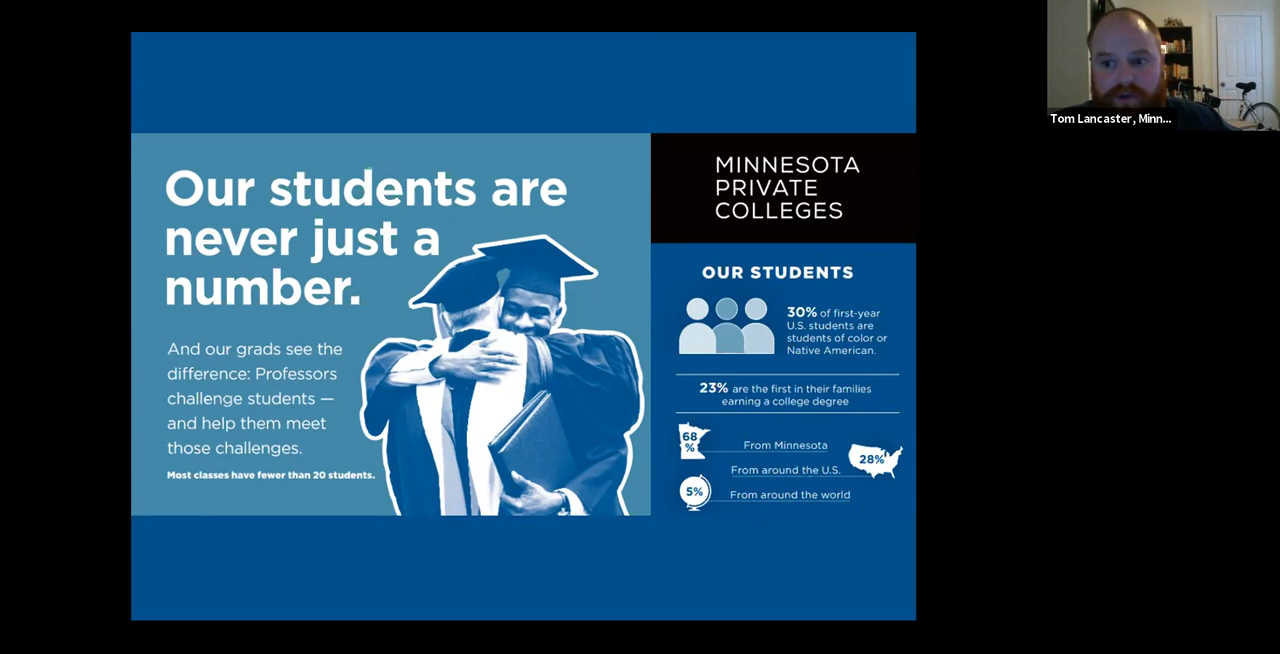 Our students are
never just a
number.
And our grads see the
difference: Professors
challenge students —
and help them meet
those challenges.
Most classes have fewer than 20 students.
MINNESOTA
PRIVATE
COLLEGES
OUR STUDENTS
30% of first-year
U.S. students are
students of color or
Native American.
23% are the first in their families
earning a college degree
68
%
From Minnesota
From around the U.S.
28%
5%
From around the world
Tom Lancaster, Minn...